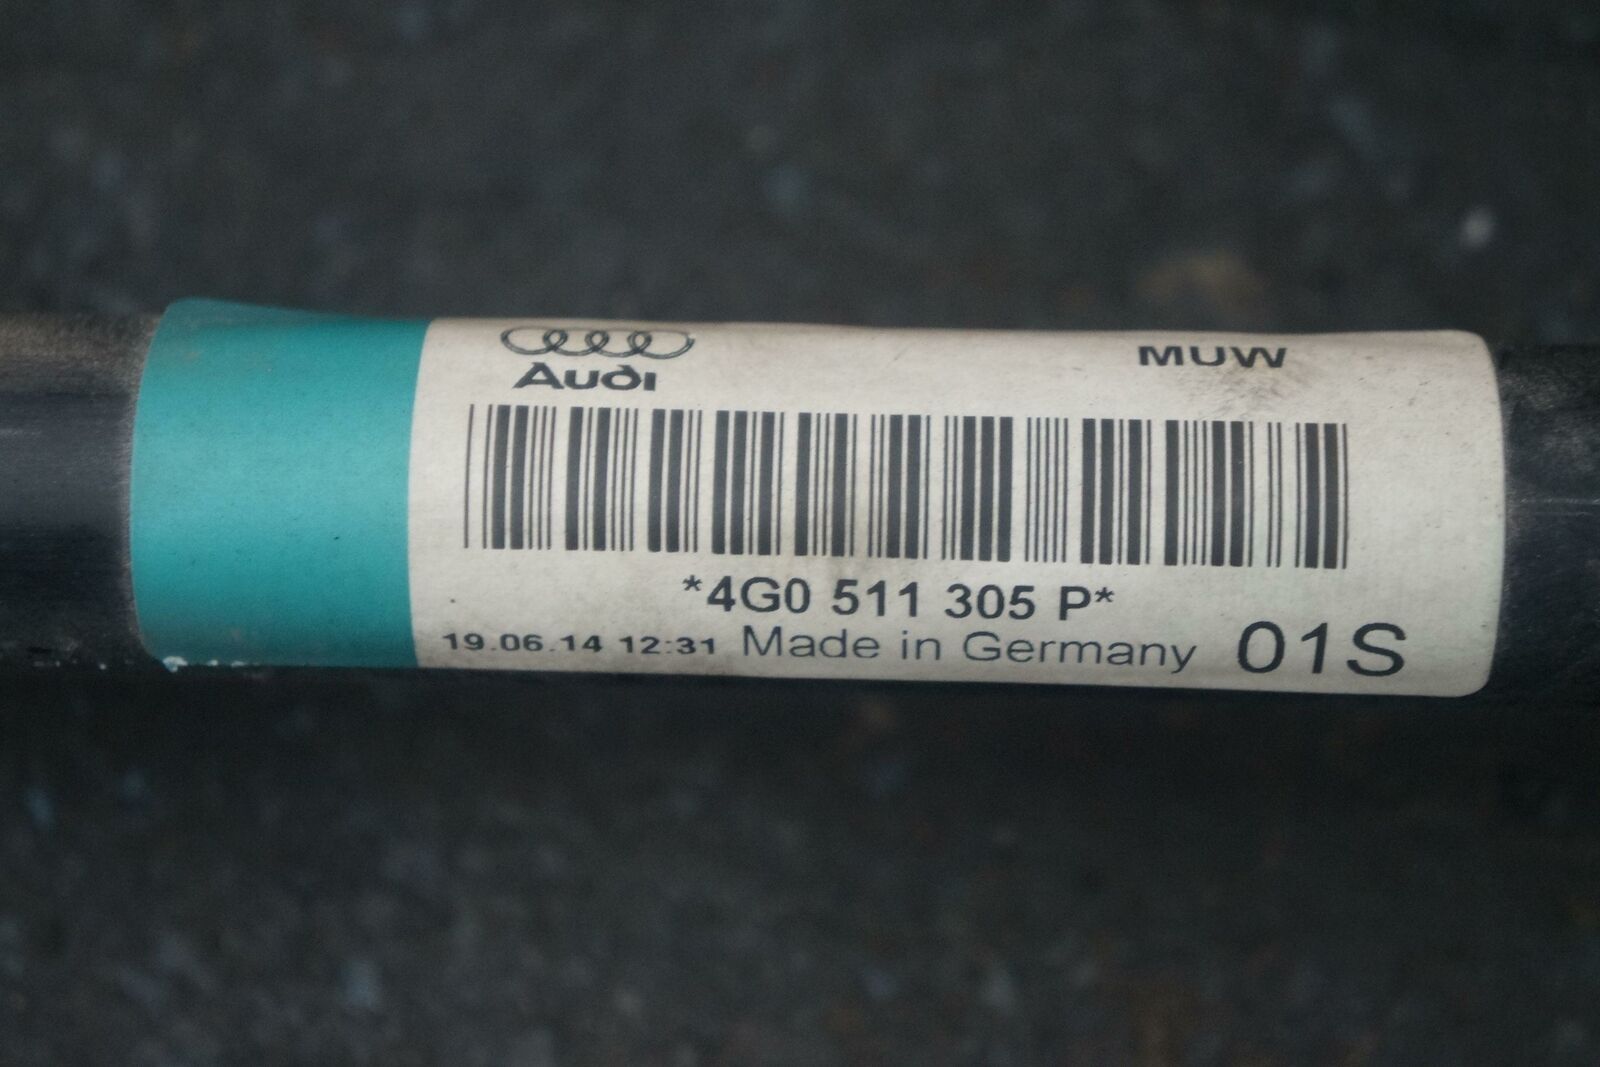 Audi
MUW
*4G0 511 305 P*
19.06.14 12:31 Made in Germany 01S